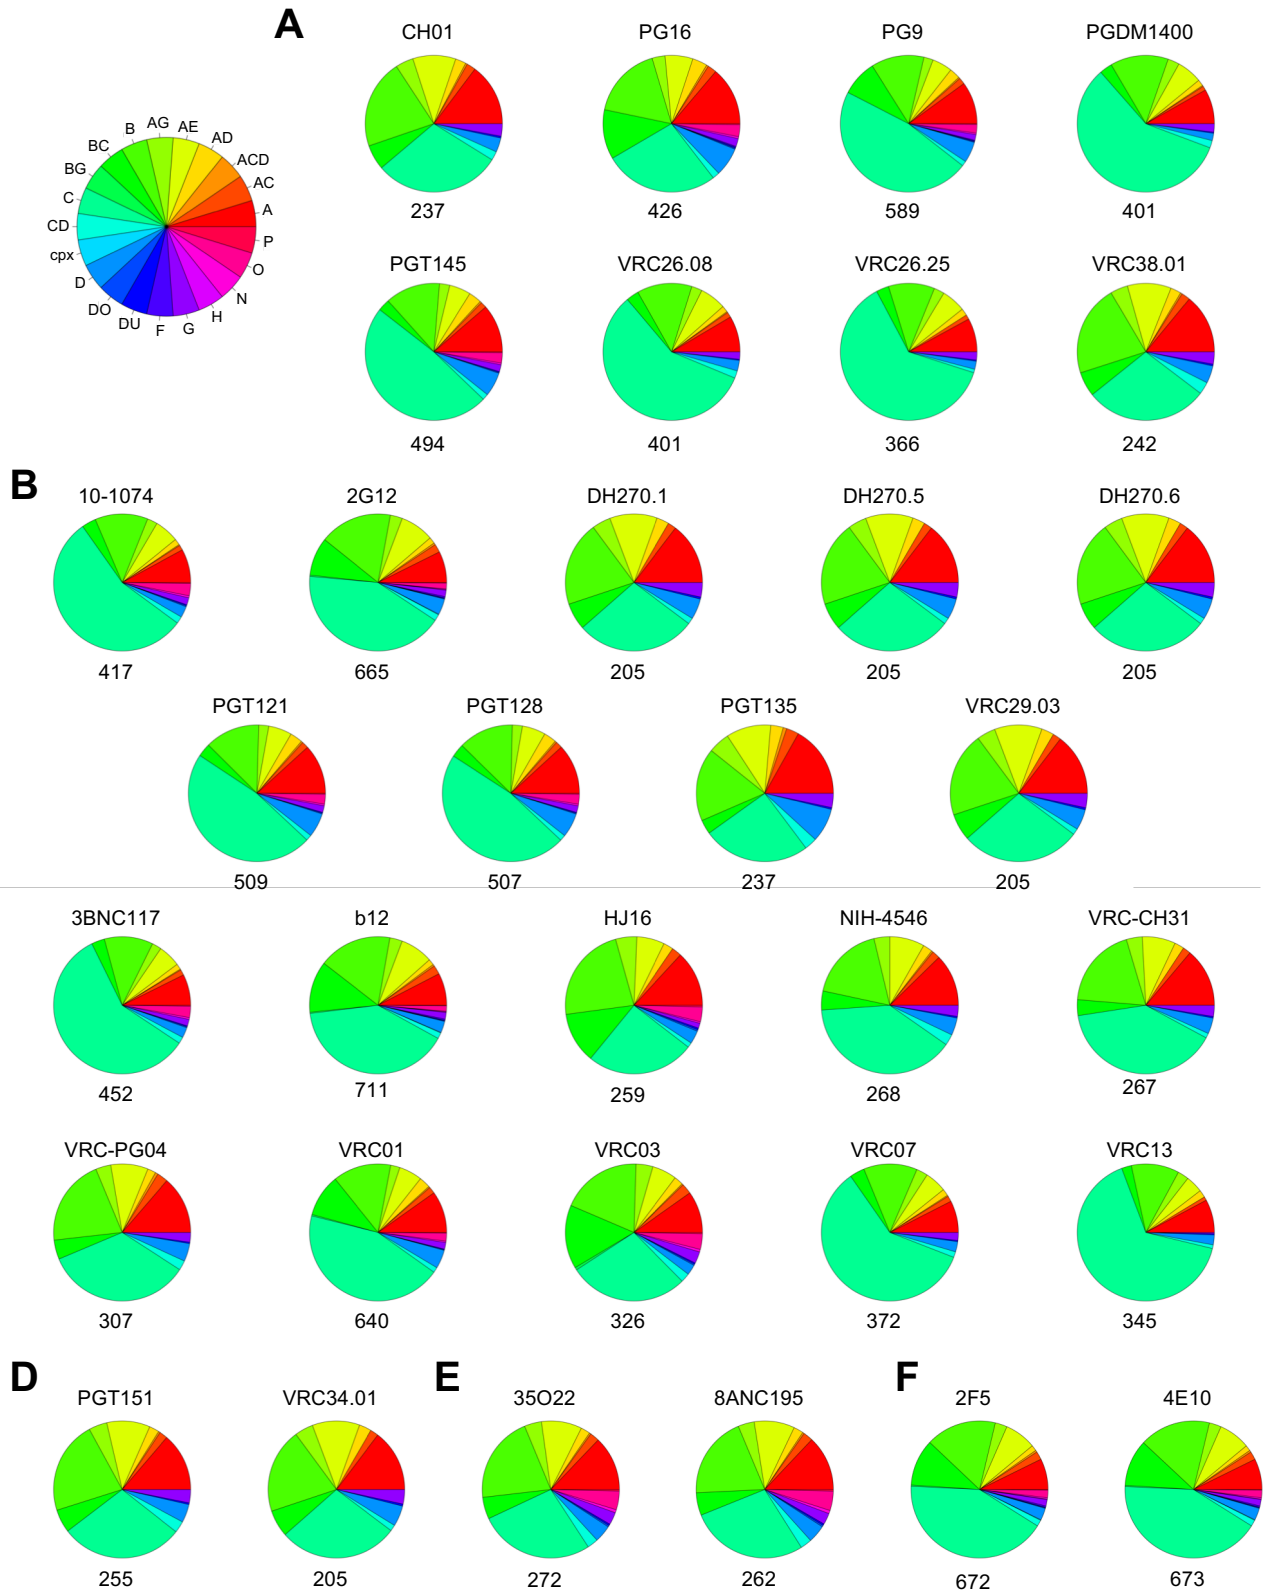 A
CH01
PG16
PG9
PGDM1400
237
426
589
401
B
AG
AE
AD
ACD
AC
A
P
O
N
H
G
F
DU
DO
D
cpx
CD
C
BG
BC
PGT145
VRC26.08
VRC26.25
VRC38.01
494
401
366
242
B
10-1074
2G12
DH270.1
DH270.5
DH270.6
417
665
205
205
205
PGT121
PGT128
PGT135
VRC29.03
509
507
237
205
3BNC117
b12
HJ16
NIH-4546
VRC-CH31
452
711
259
268
267
VRC-PG04
VRC01
VRC03
VRC07
VRC13
307
640
326
372
345
D
PGT151
VRC34.01
255
205
E
35O22
8ANC195
272
262
F
2F5
4E10
672
673